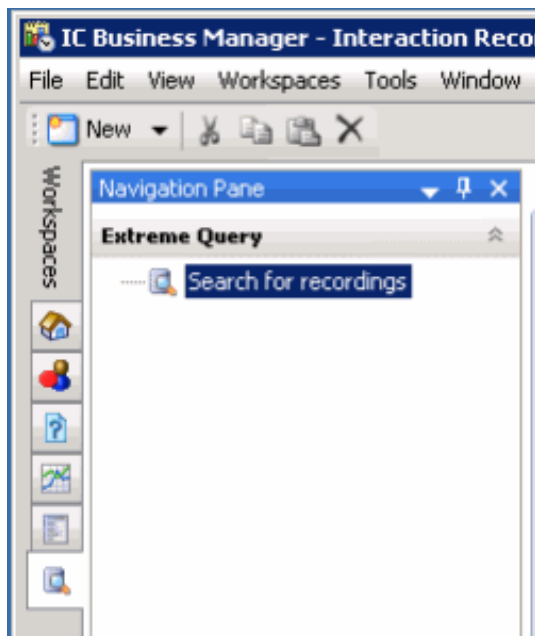 IC Business Manager - Interaction Reco
File Edit View Workspaces Tools Window
New
Workspaces
Navigation Pane
Extreme Query
Search for recordings